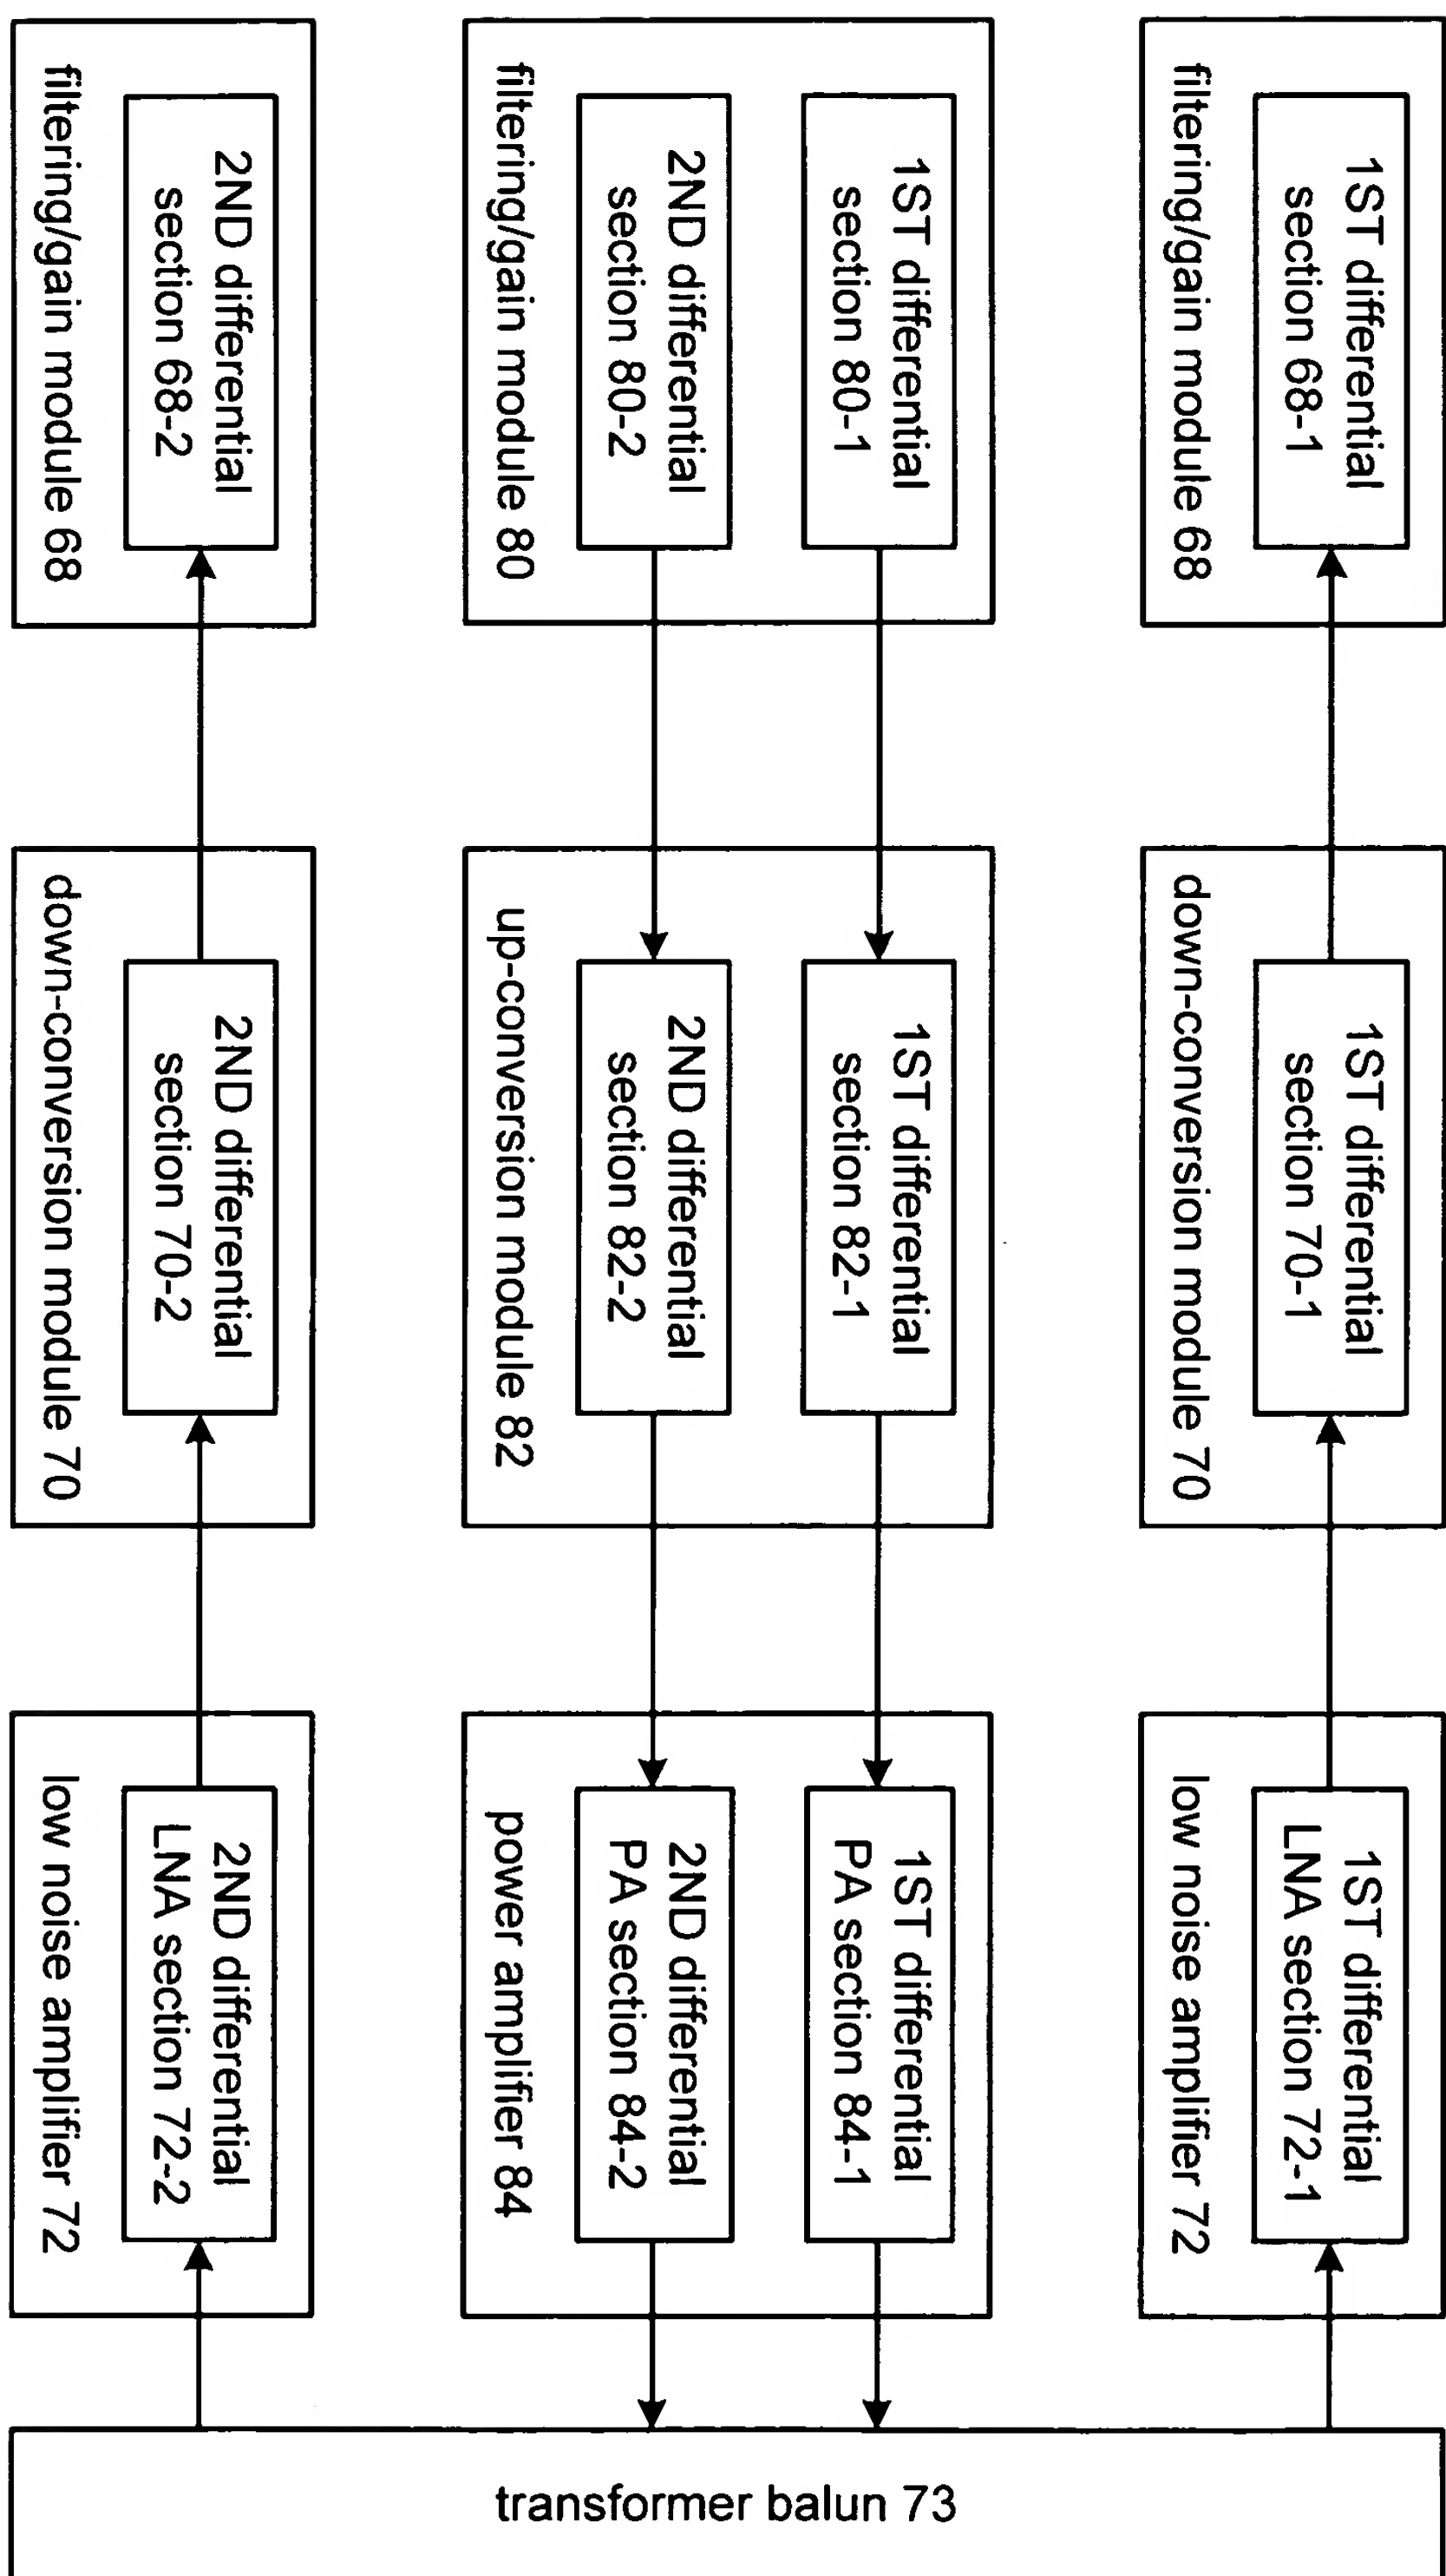 1ST differential
section 68-1
filtering/gain module 68
1ST differential
section 70-1
down-conversion module 70
1ST differential
LNA section 72-1
low noise amplifier 72
1ST differential
section 80-1
2ND differential
section 80-2
filtering/gain module 80
1ST differential
section 82-1
2ND differential
section 82-2
up-conversion module 82
1ST differential
PA section 84-1
2ND differential
PA section 84-2
power amplifier 84
2ND differential
section 68-2
filtering/gain module 68
2ND differential
section 70-2
down-conversion module 70
2ND differential
LNA section 72-2
low noise amplifier 72
transformer balun 73